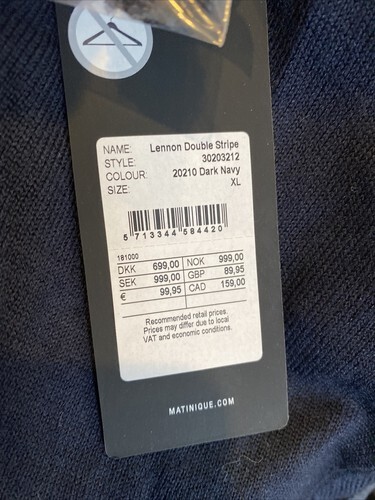 NAME: Lennon Double Stripe
STYLE: 30203212
COLOUR: 20210 Dark Navy
SIZE: XL
5 713344 584420
181000
DKK 699,00 NOK 999,00
SEK 999,00 GBP 89,95
€ 99,95 CAD 159,00
Recommended retail prices.
Prices may differ due to local
VAT and economic conditions.
MATINIQUE.COM